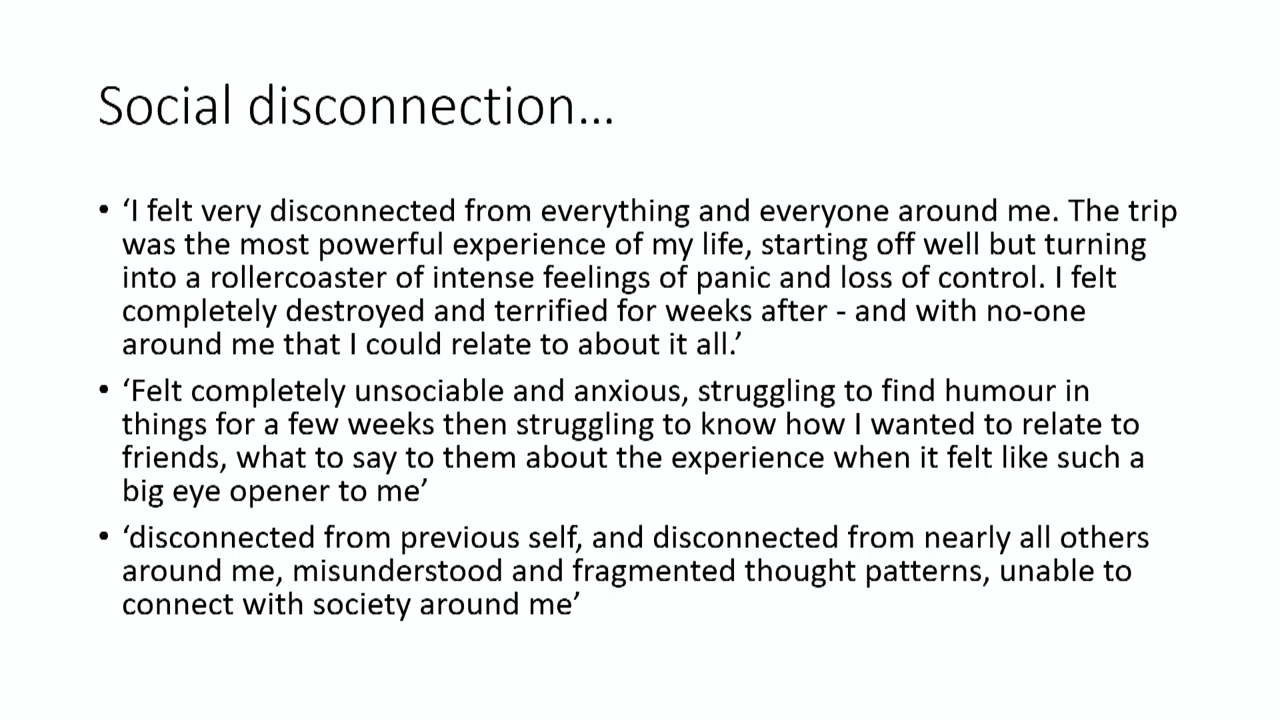 Social disconnection...
• ‘I felt very disconnected from everything and everyone around me. The trip
was the most powerful experience of my life, starting off well but turning
into a rollercoaster of intense feelings of panic and loss of control. I felt
completely destroyed and terrified for weeks after - and with no-one
around me that I could relate to about it all.’
• ‘Felt completely unsociable and anxious, struggling to find humour in
things for a few weeks then struggling to know how I wanted to relate to
friends, what to say to them about the experience when it felt like such a
big eye opener to me’
• ‘disconnected from previous self, and disconnected from nearly all others
around me, misunderstood and fragmented thought patterns, unable to
connect with society around me’